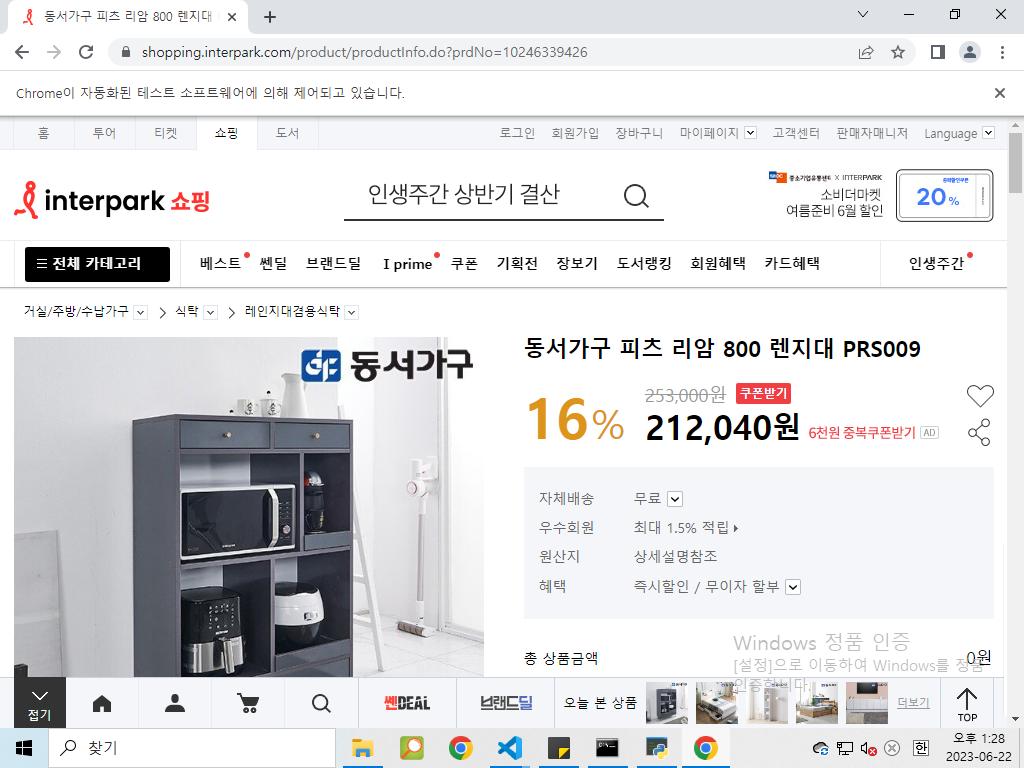 동서가구 피츠 리암 800 렌지대
shopping.interpark.com/product/productInfo.do?prdNo=10246339426
Chrome이 자동화된 테스트 소프트웨어에 의해 제어되고 있습니다.
홈 투어 티켓 쇼핑 도서 로그인 회원가입 장바구니 마이페이지 고객센터 판매자매니저 Language
interpark 쇼핑 인생주간 상반기 결산
중소기업유통센터 X INTERPARK
소비더마켓
여름준비 6월 할인
20%
전체 카테고리 베스트 쎈딜 브랜드딜 I prime 쿠폰 기획전 장보기 도서랭킹 회원혜택 카드혜택 인생주간
거실/주방/수납가구 식탁 레인지대겸용식탁
동서가구
동서가구 피츠 리암 800 렌지대 PRS009
16% 253,000원 쿠폰받기
212,040원 6천원 중복쿠폰받기 AD
자체배송 무료
우수회원 최대 1.5% 적립
원산지 상세설명참조
혜택 즉시할인 / 무이자 할부
총 상품금액 0원
Windows 정품 인증
[설정]으로 이동하여 Windows를 정품
인증합니다.
접기 쎈DEAL 브랜드딜 오늘 본 상품 더보기 TOP
찾기
한
오후 1:28
2023-06-22